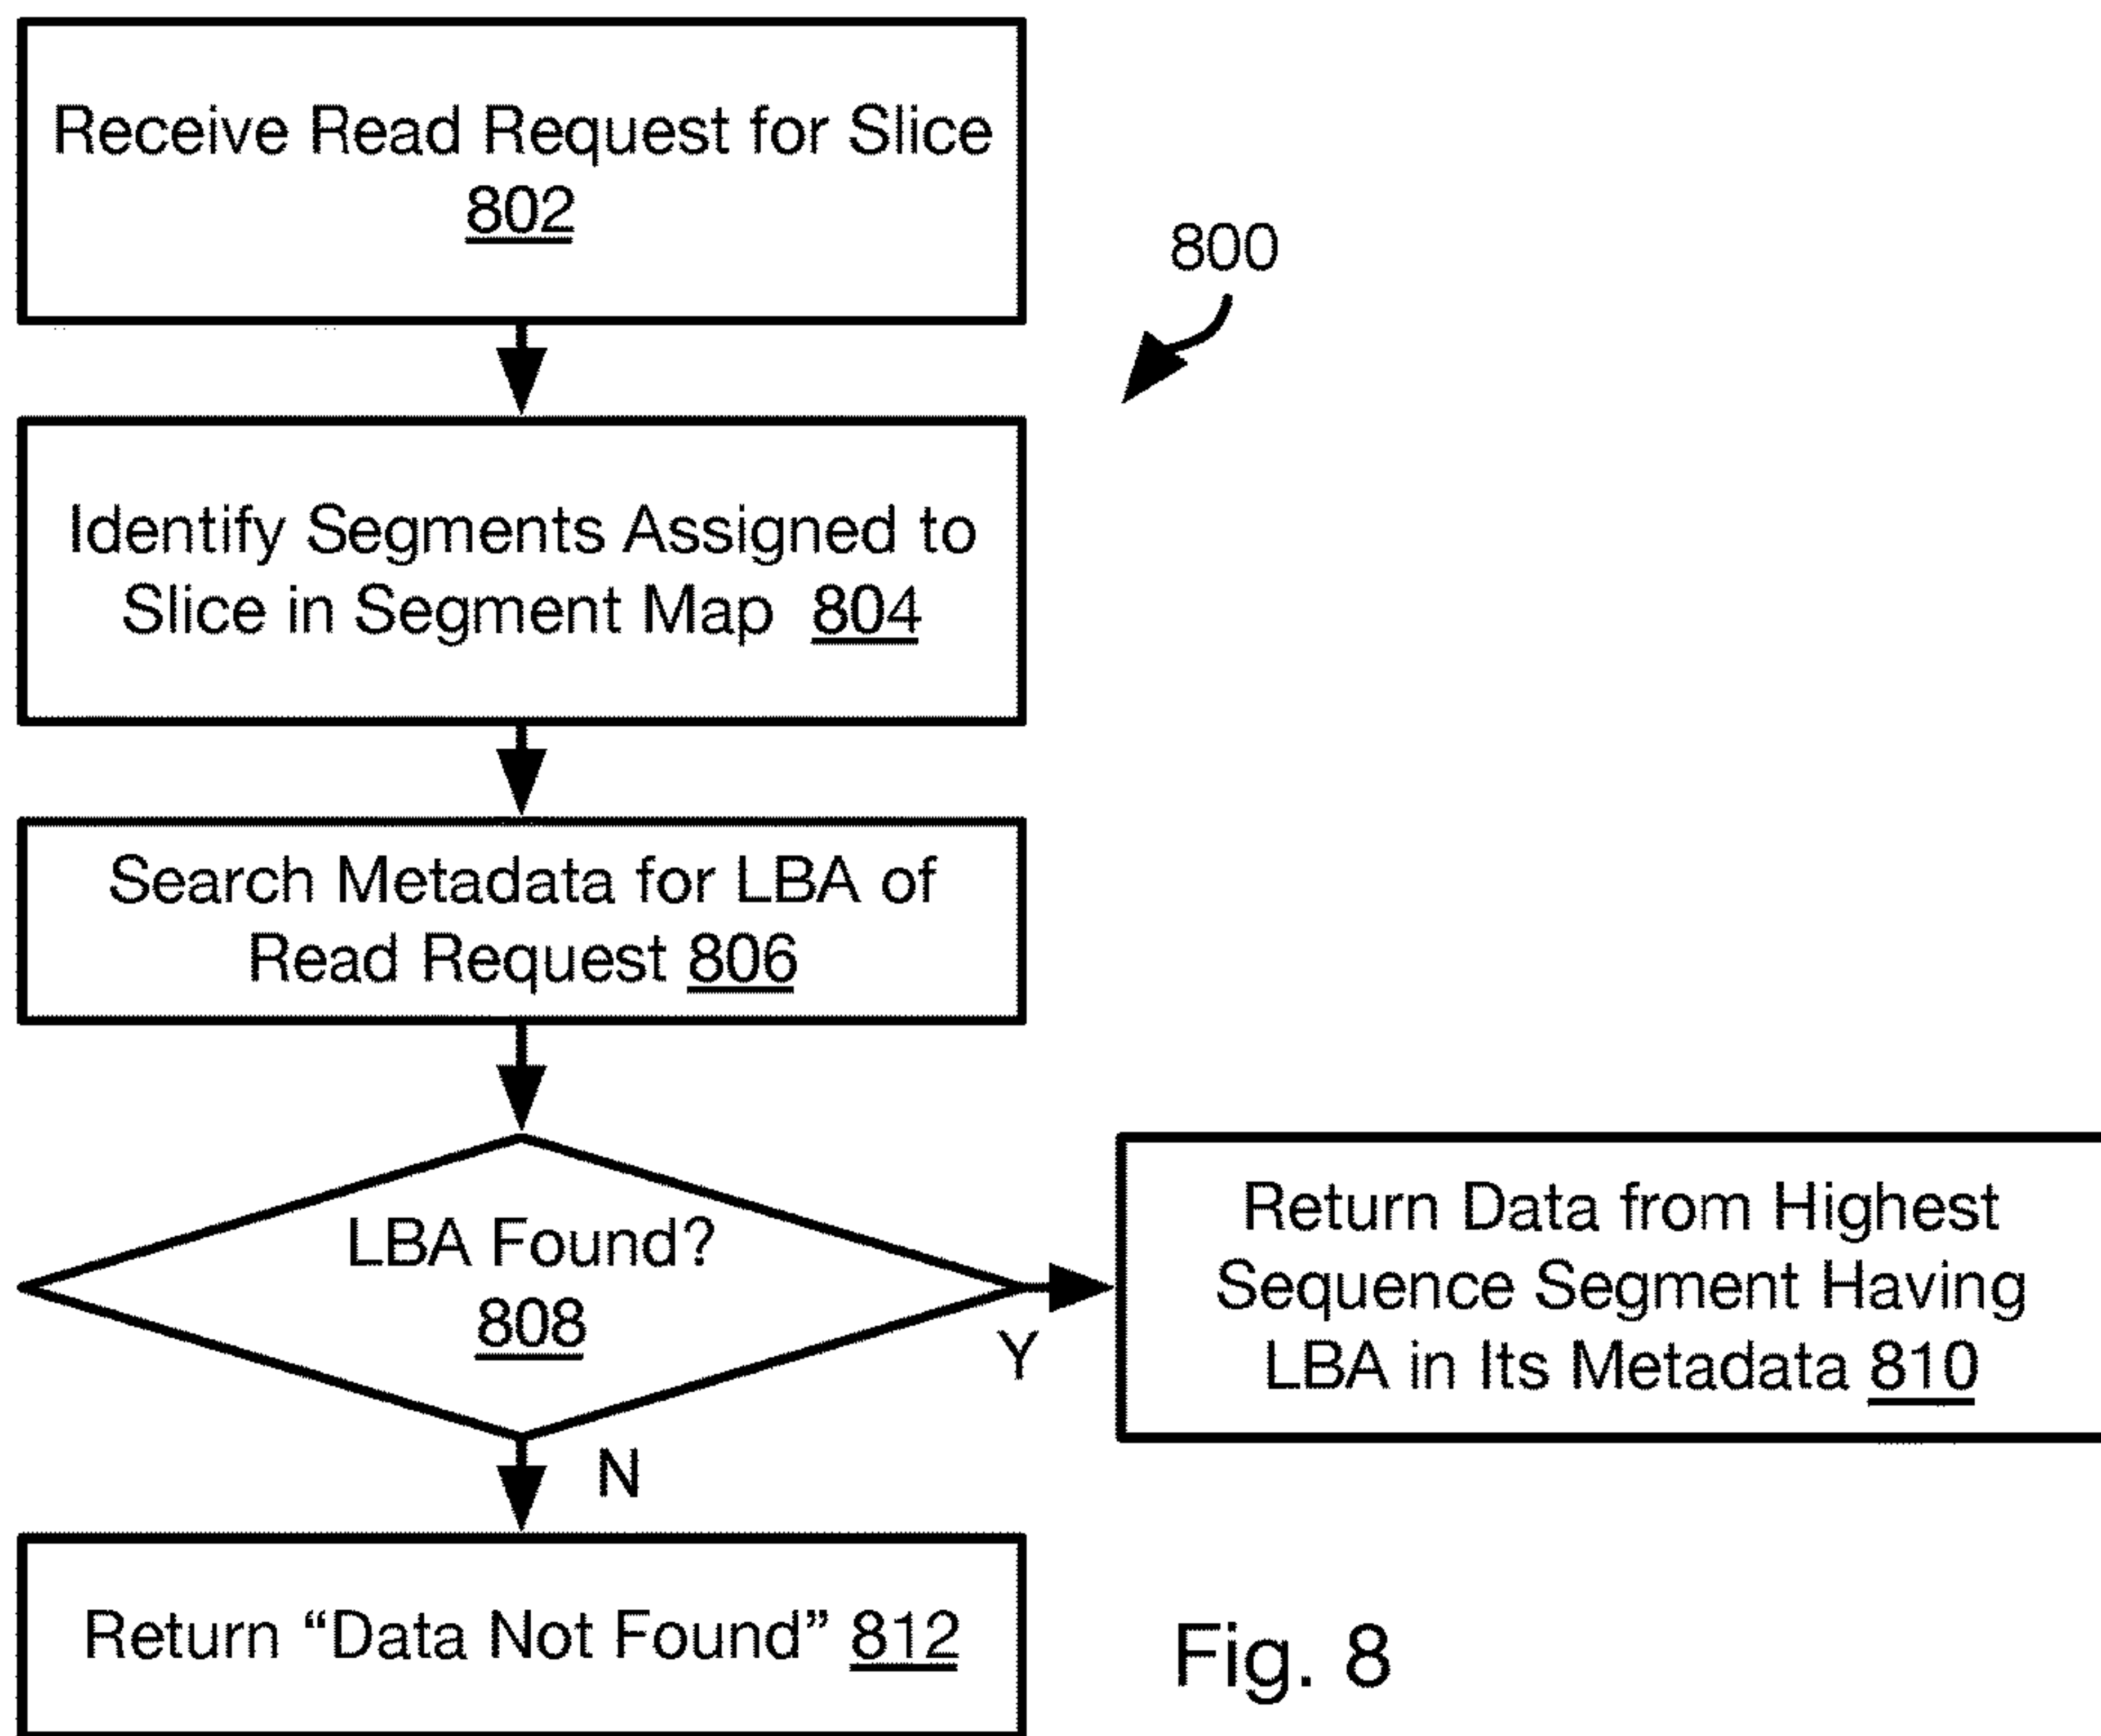 Receive Read Request for Slice
802
800
Identify Segments Assigned to
Slice in Segment Map 804
Search Metadata for LBA of
Read Request 806
LBA Found?
808
Y
Return Data from Highest
Sequence Segment Having
LBA in Its Metadata 810
N
Return “Data Not Found” 812
Fig. 8